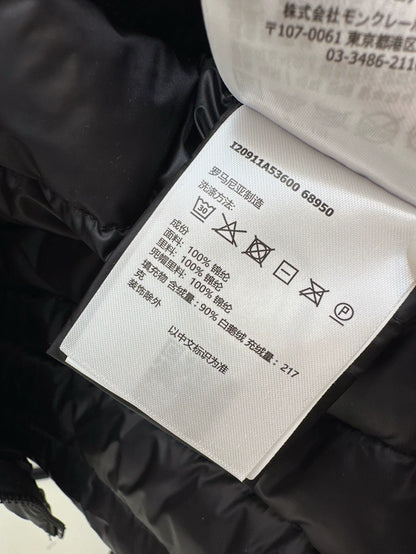 株式会社モンクレール
〒107-0061 東京都港区
03-3486-211
I20911A53600 68950
罗马尼亚制造
洗涤方法:
30
P
成份
面料: 100% 锦纶
里料: 100% 锦纶
兜帽里料: 100% 锦纶
填充物 含绒量: 90% 白鹅绒 充绒量: 217
克
装饰除外
以中文标识为准